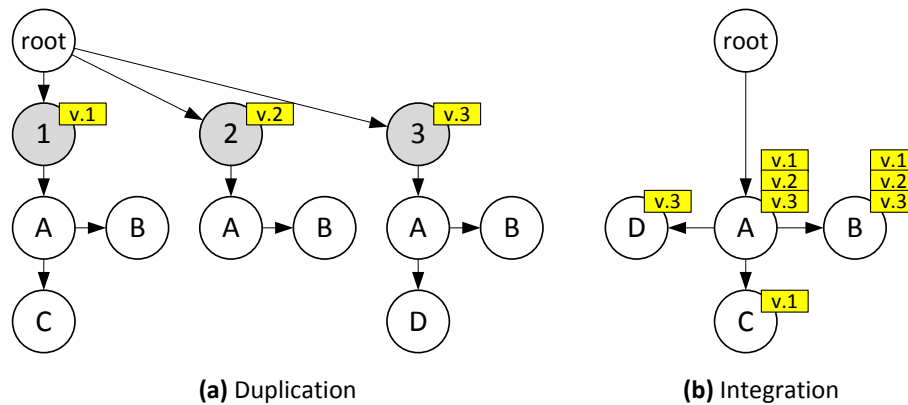 root
root
v.1
v.2
v.3
1
2
3
v.1
v.1
v.2
v.2
v.3
v.3
v.3
A
B
A
B
A
B
D
A
B
C
D
C
v.1
(a) Duplication
(b) Integration